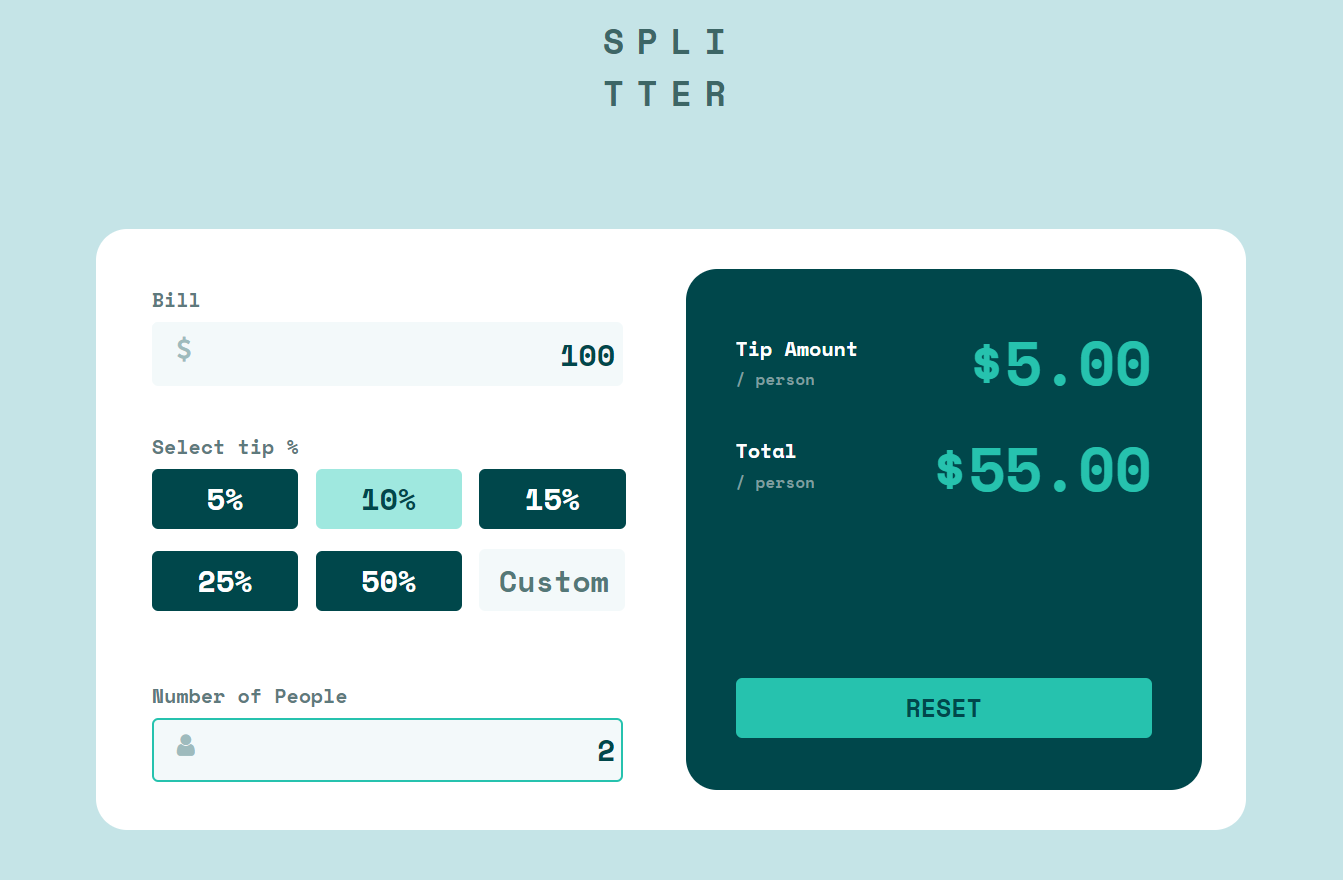 SPLI
TTER
Bill
$
100
Select tip %
5% 10% 15%
25% 50% Custom
Number of People
2
Tip Amount
/ person
$5.00
Total
/ person
$55.00
RESET